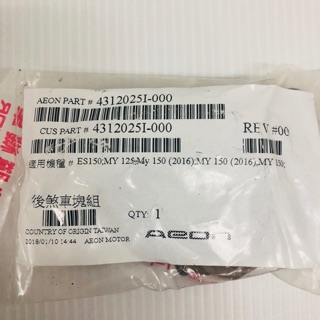 AEON PART # 4312025I-000
CUS PART # 4312025I-000 REV #00
適用機種 # ES150;MY 125;My 150 (2016);MY 150 (2016),MY 150;
後煞車塊組 QTY: 1
COUNTRY OF ORIGIN TAIWAN
2018/01/10 14:44 AEON MOTOR Aeon